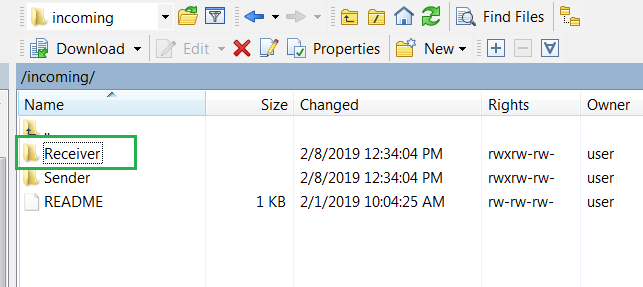 incoming Find Files
Download Edit Properties New
/incoming/
Name Size Changed Rights Owner
..
Receiver 2/8/2019 12:34:04 PM rwxrw-rw- user
Sender 2/8/2019 12:34:04 PM rwxrw-rw- user
README 1 KB 2/1/2019 10:04:25 AM rw-rw-rw- user